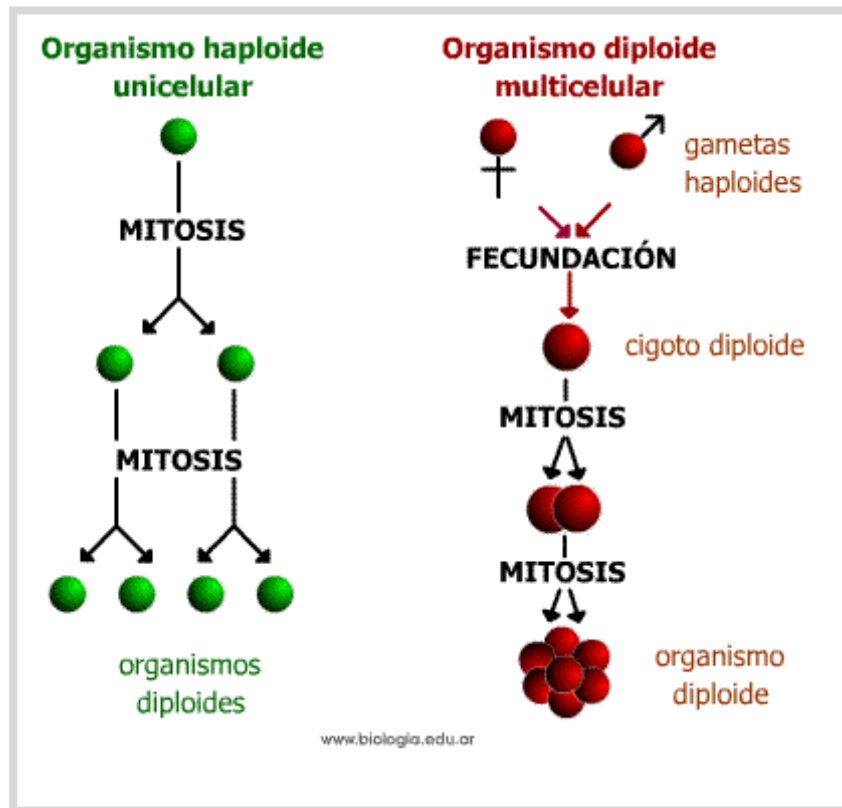 Organismo haploide
unicelular
MITOSIS
MITOSIS
organismos
diploides
Organismo diploide
multicelular
gametas
haploides
FECUNDACIÓN
cigoto diploide
MITOSIS
MITOSIS
organismo
diploide
www.biologia.edu.ar